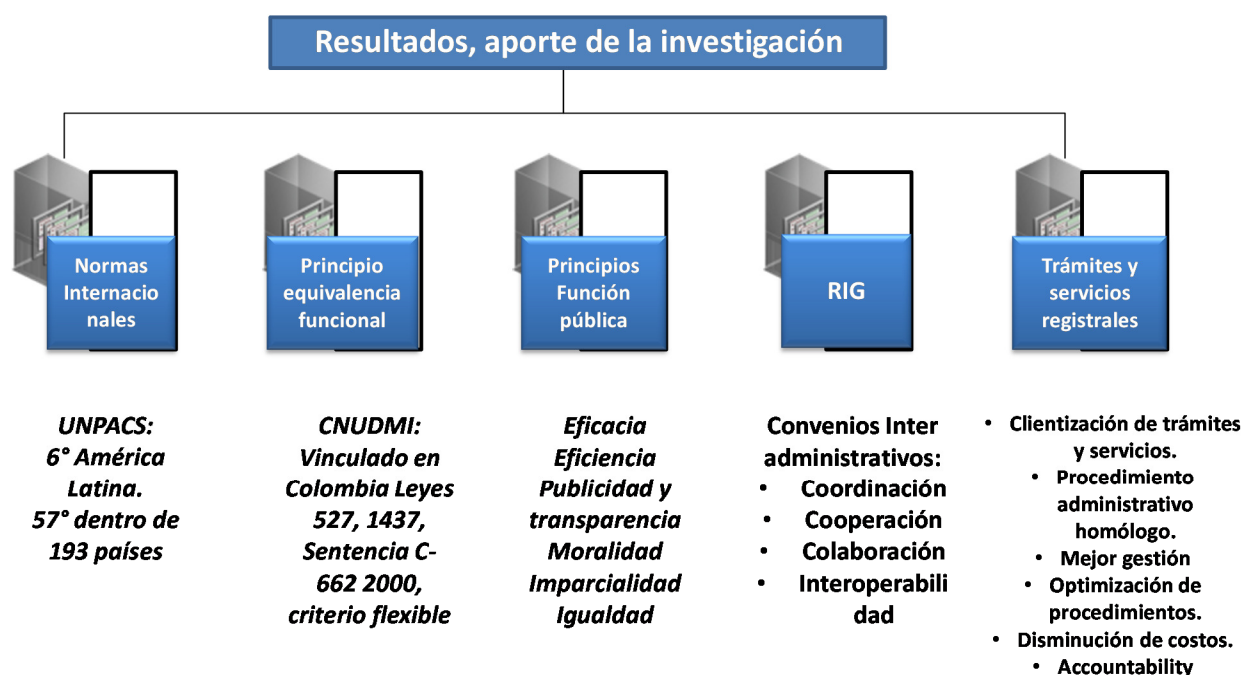 Resultados, aporte de la investigación
Normas
Internacio
nales
Principio
equivalencia
funcional
Principios
Función
pública
RIG
Trámites y
servicios
registrales
UNPACS:
6° América
Latina.
57° dentro de
193 países
CNUDMI:
Vinculado en
Colombia Leyes
527, 1437,
Sentencia C-
662 2000,
criterio flexible
Eficacia
Eficiencia
Publicidad y
transparencia
Moralidad
Imparcialidad
Igualdad
Convenios Inter
administrativos:
• Coordinación
• Cooperación
• Colaboración
• Interoperabili
dad
• Clientización de trámites
y servicios.
• Procedimiento
administrativo
homólogo.
• Mejor gestión
• Optimización de
procedimientos.
• Disminución de costos.
• Accountability